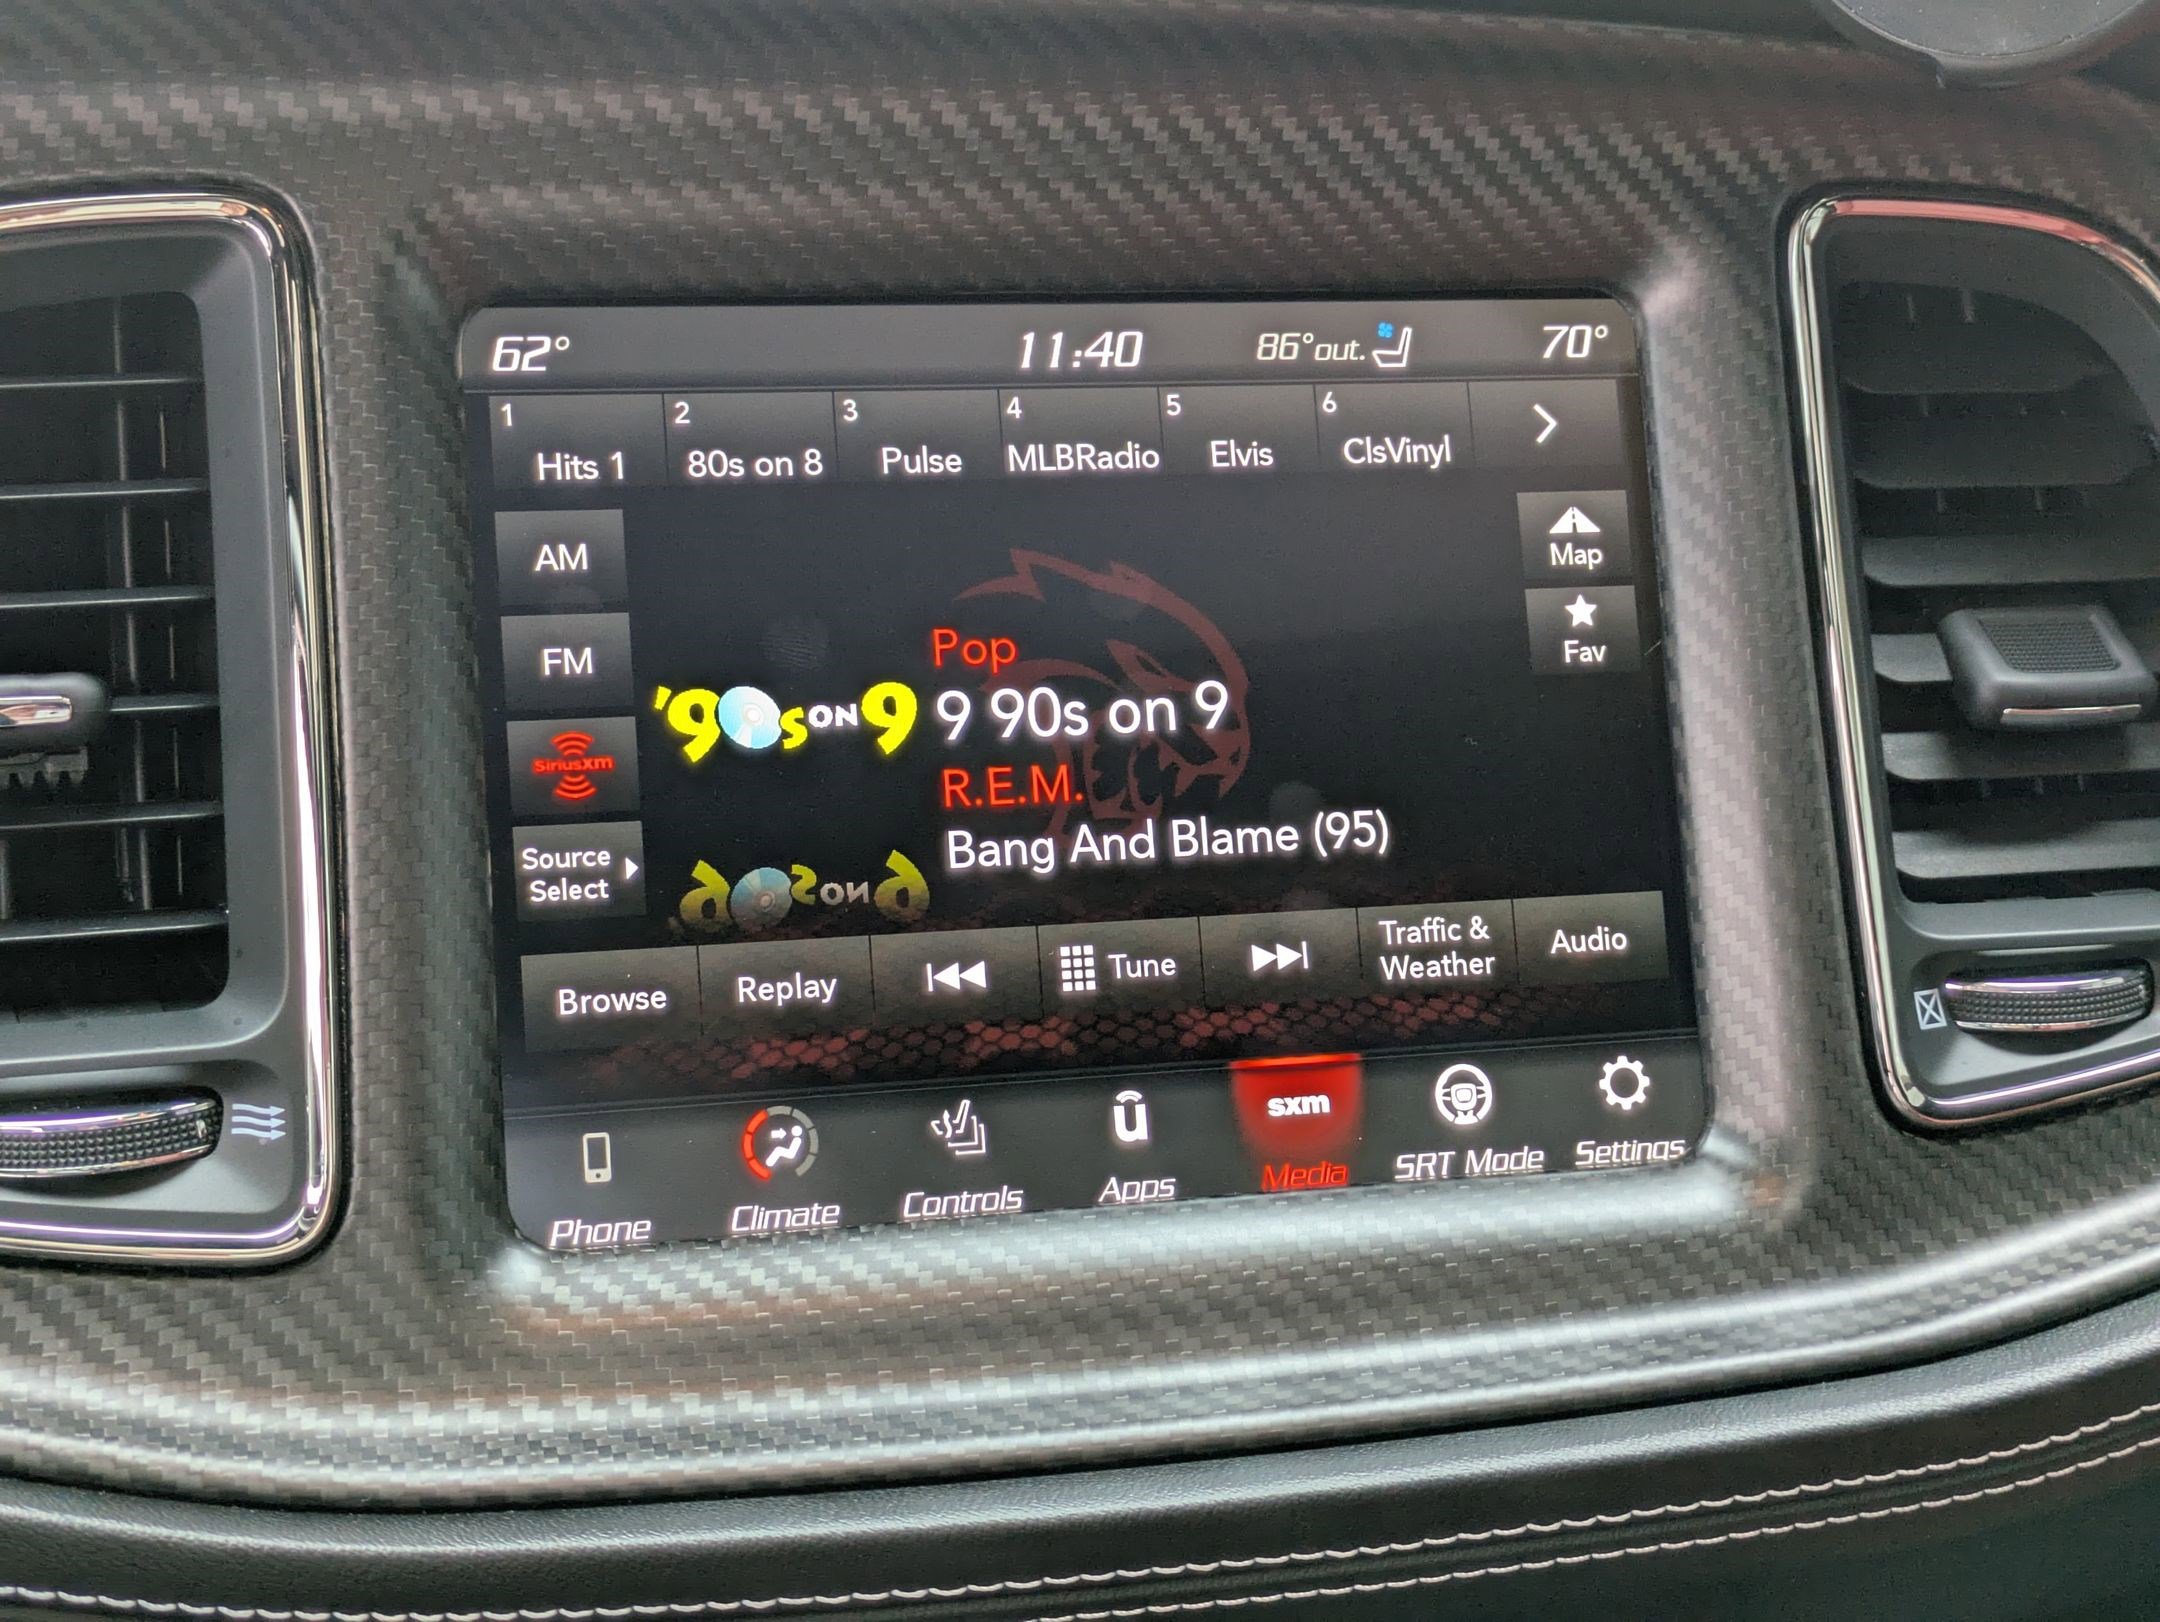 62°
11:40
86°out.
70°
1 Hits 1
2 80s on 8
3 Pulse
4 MLBRadio
5 Elvis
6 ClsVinyl
AM
FM
SiriusXm
Source
Select
Map
Fav
'90s ON 9
Pop
9 90s on 9
R.E.M.
Bang And Blame (95)
Browse
Replay
Tune
Traffic &
Weather
Audio
Phone
Climate
Controls
ū
Apps
sxm
Media
SRT Mode
Settings